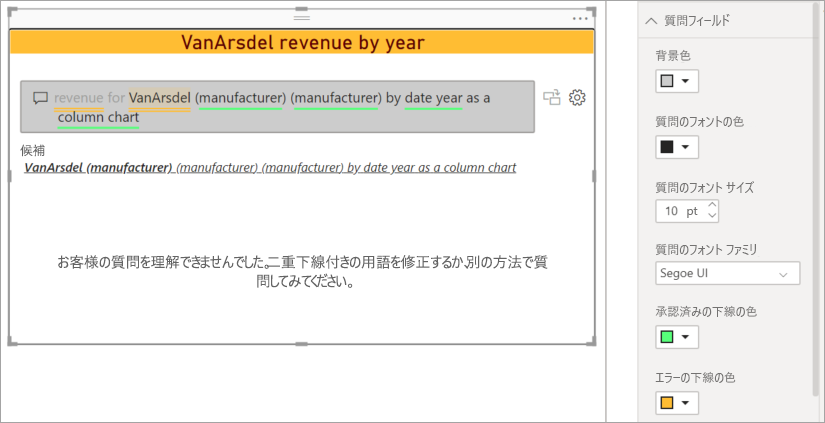 VanArsdel revenue by year
revenue for VanArsdel (manufacturer) (manufacturer) by date year as a
column chart
候補
VanArsdel (manufacturer) (manufacturer) (manufacturer) by date year as a column chart
お客様の質問を理解できませんでした。二重下線付きの用語を修正するか、別の方法で質
問してみてください。
質問フィールド
背景色
質問のフォントの色
質問のフォント サイズ
10 pt
質問のフォント ファミリ
Segoe UI
承認済みの下線の色
エラーの下線の色